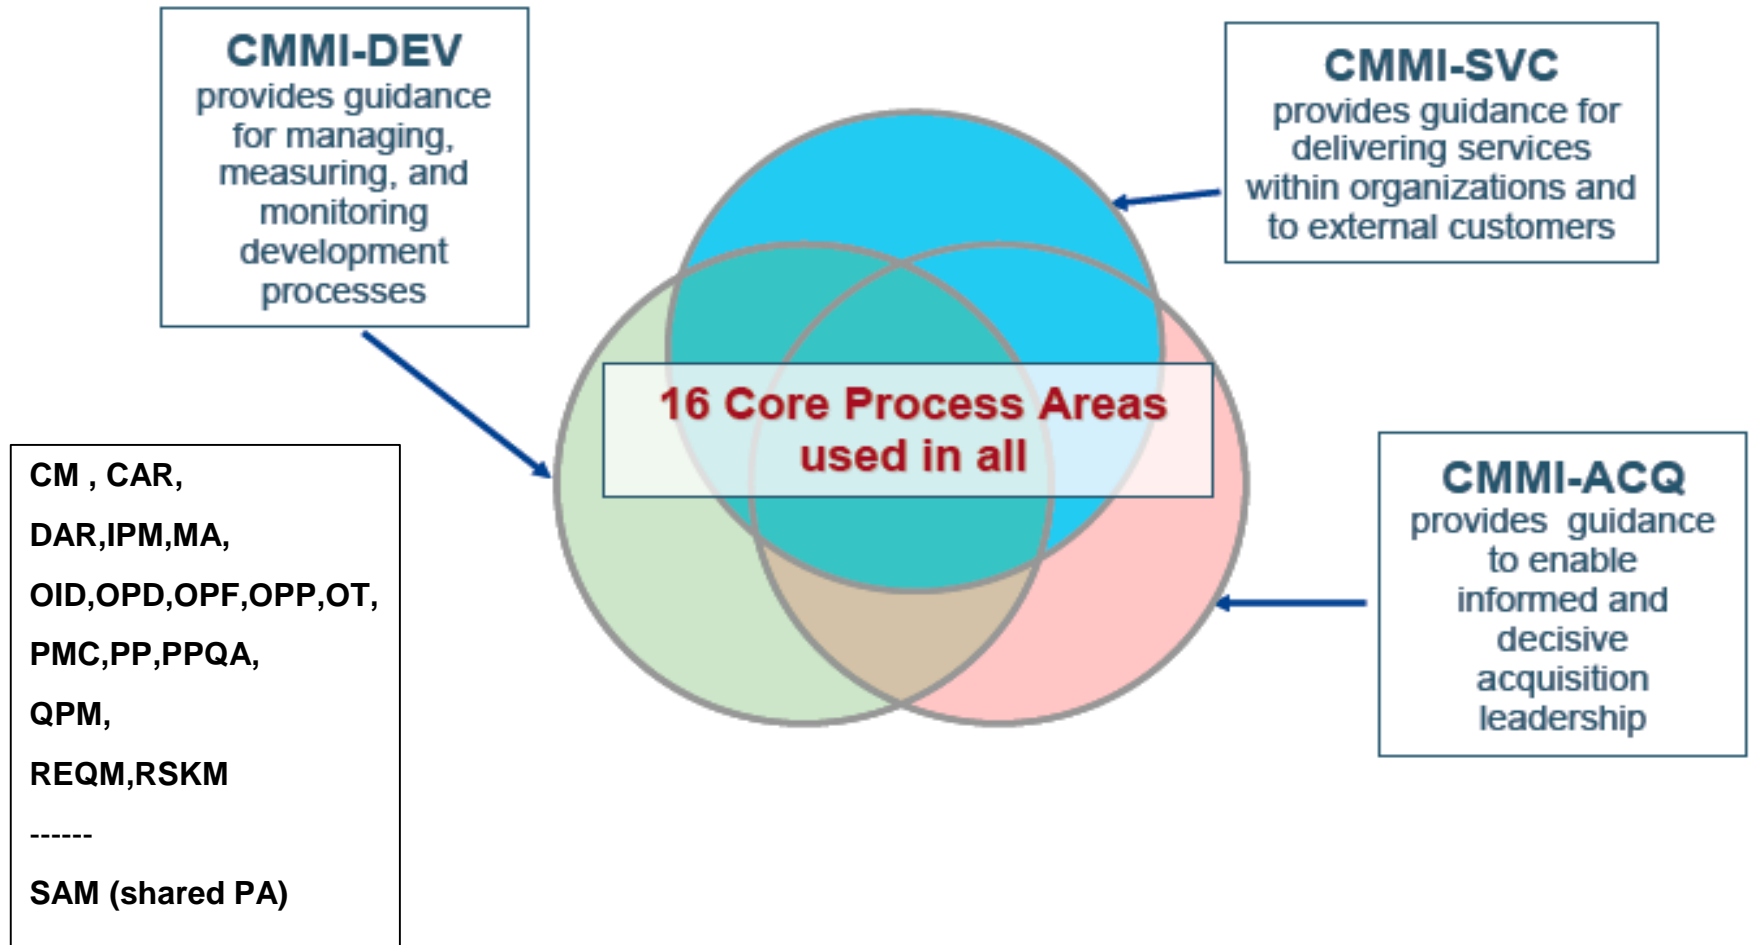 CMMI-DEV
provides guidance
for managing,
measuring, and
monitoring
development
processes
CMMI-SVC
provides guidance for
delivering services
within organizations and
to external customers
16 Core Process Areas
used in all
CM , CAR,
DAR,IPM,MA,
OID,OPD,OPF,OPP,OT,
PMC,PP,PPQA,
QPM,
REQM,RSKM
------
SAM (shared PA)
CMMI-ACQ
provides  guidance
to enable
informed and
decisive
acquisition
leadership